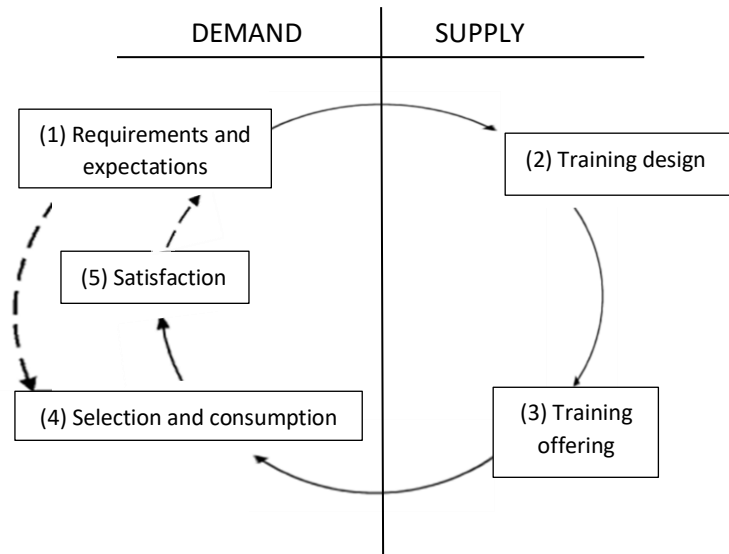 DEMAND
SUPPLY
(1) Requirements and
expectations
(2) Training design
(5) Satisfaction
(4) Selection and consumption
(3) Training
offering